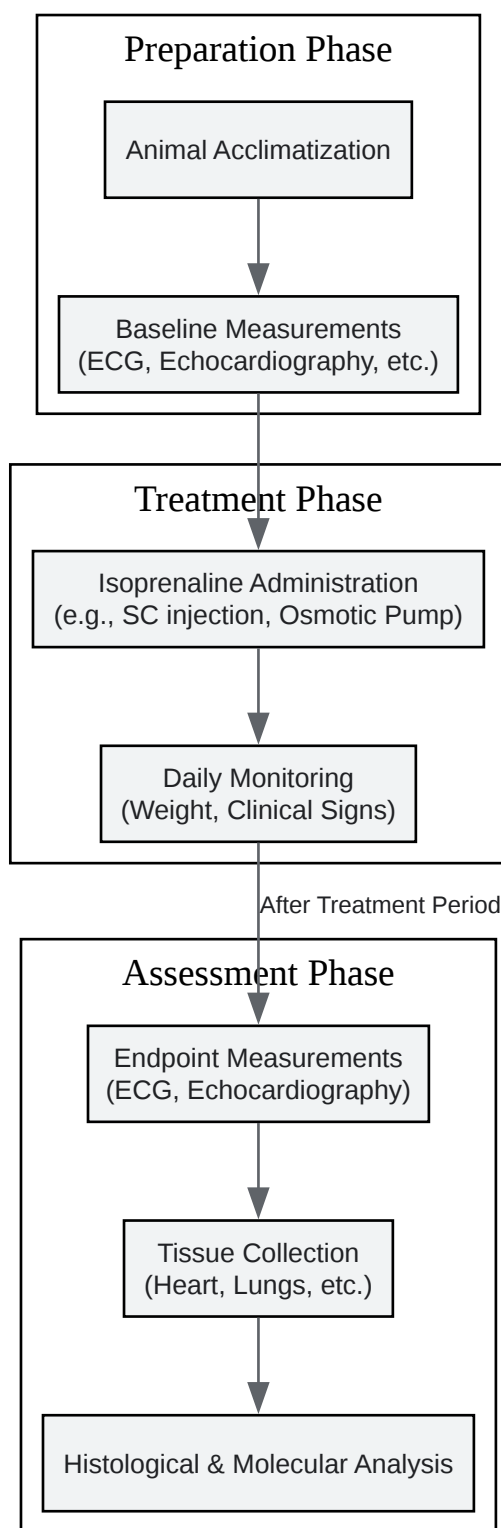 Preparation Phase
Animal Acclimatization
Baseline Measurements
(ECG, Echocardiography, etc.)
Treatment Phase
Isoprenaline Administration
(e.g., SC injection, Osmotic Pump)
Daily Monitoring
(Weight, Clinical Signs)
After Treatment Period
Assessment Phase
Endpoint Measurements
(ECG, Echocardiography)
Tissue Collection
(Heart, Lungs, etc.)
Histological & Molecular Analysis